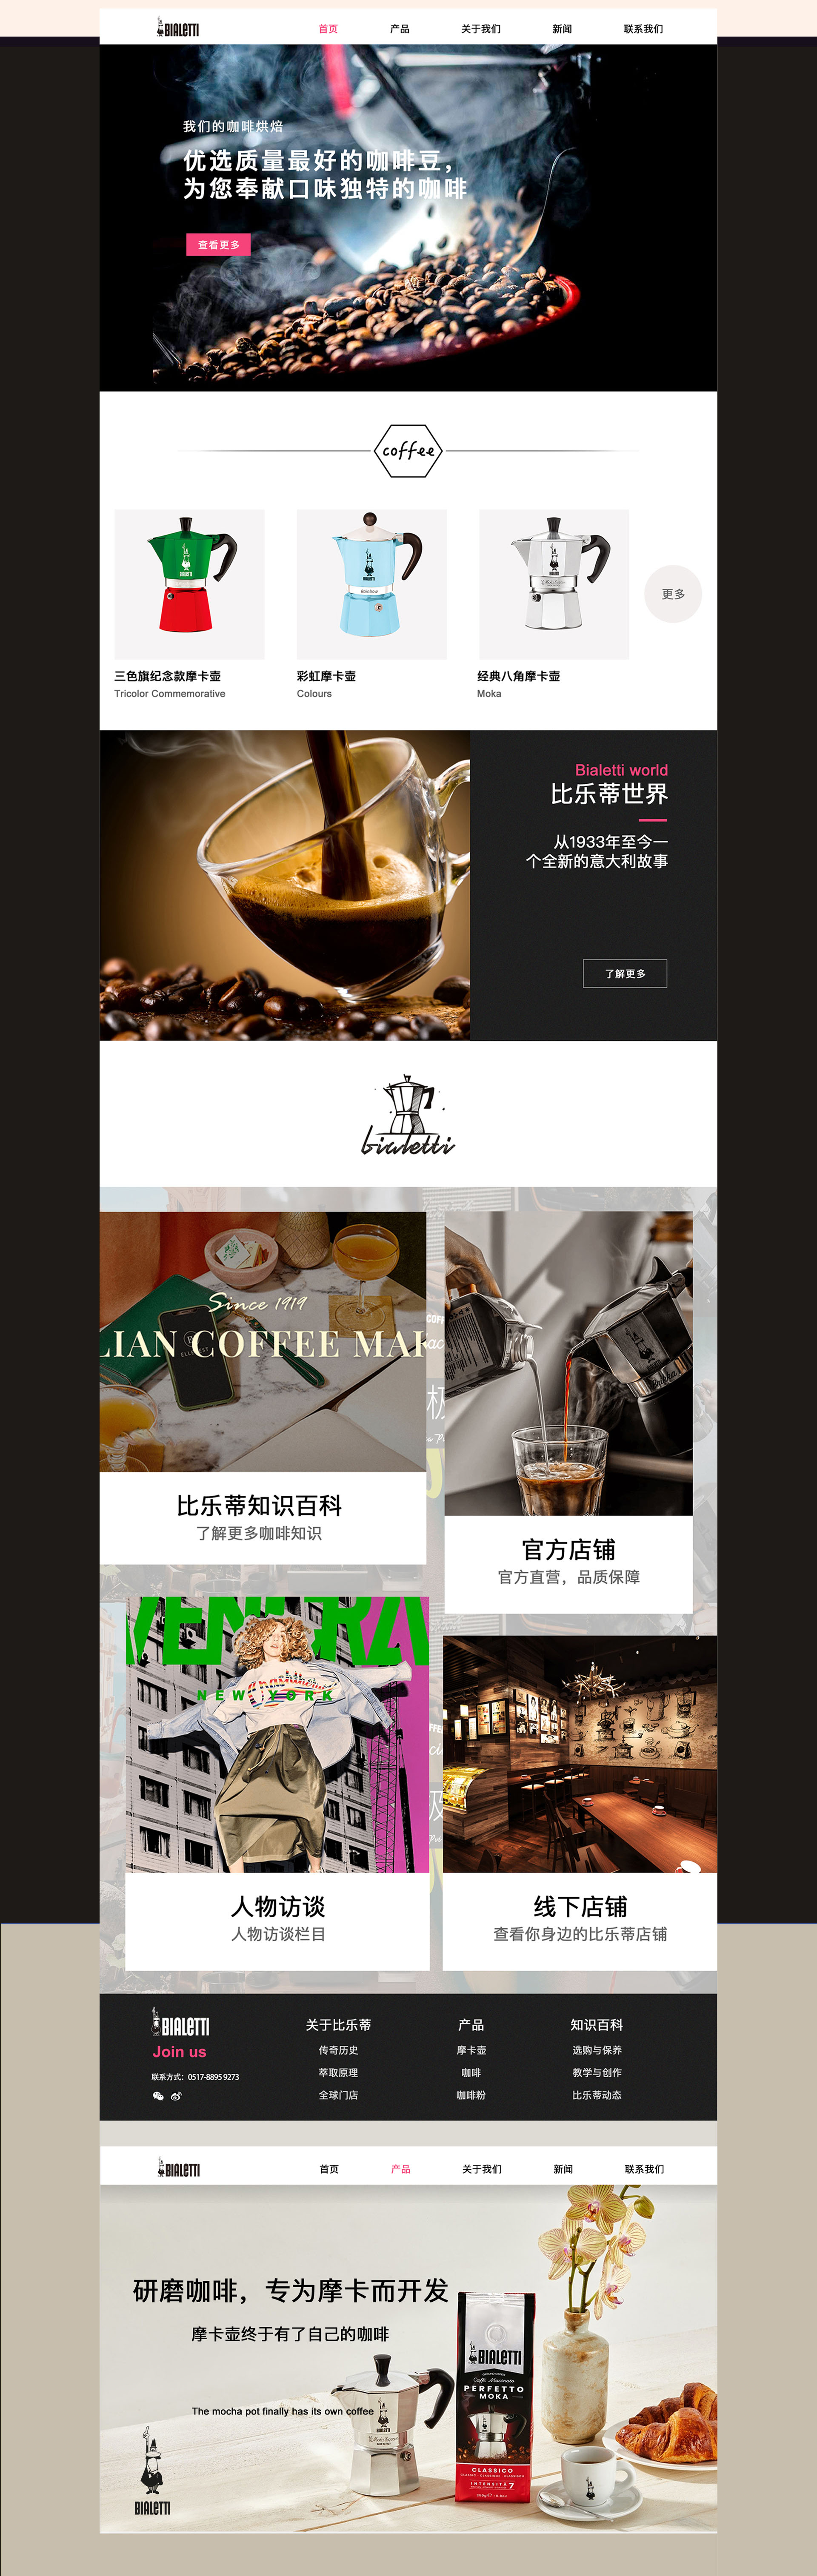 BIALETTI
首页 产品 关于我们 新闻 联系我们
我们的咖啡烘焙
优选质量最好的咖啡豆，
为您奉献口味独特的咖啡
查看更多
coffee
BIALETTI
BIALETTI
Rainbow
BIALETTI
更多
三色旗纪念款摩卡壶
Tricolor Commemorative
彩虹摩卡壶
Colours
经典八角摩卡壶
Moka
Bialetti world
比乐蒂世界
从1933年至今一
个全新的意大利故事
了解更多
bialetti
Since 1919
LIAN COFFEE MA
比乐蒂知识百科
了解更多咖啡知识
官方店铺
官方直营，品质保障
NEW YORK
人物访谈
人物访谈栏目
线下店铺
查看你身边的比乐蒂店铺
BIALETTI
Join us
联系方式：0517-8895 9273
关于比乐蒂
传奇历史
萃取原理
全球门店
产品
摩卡壶
咖啡
咖啡粉
知识百科
选购与保养
教学与创作
比乐蒂动态
BIALETTI
首页 产品 关于我们 新闻 联系我们
研磨咖啡，专为摩卡而开发
摩卡壶终于有了自己的咖啡
The mocha pot finally has its own coffee
BIALETTI
BIALETTI
PERFETTO
MOKA
CLASSICO
INTENSITÀ 7
BIALETTI